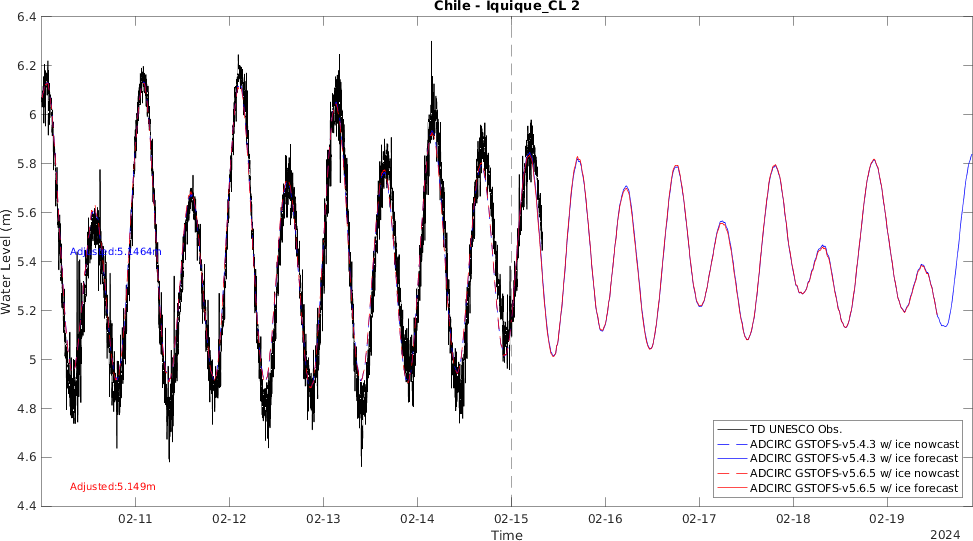 Chile - Iquique_CL 2
6.4
6.2
6
5.8
5.6
5.4
5.2
5
4.8
4.6
4.4
Water Level (m)
Adjusted:5.1464m
Adjusted:5.149m
TD UNESCO Obs.
ADCIRC GSTOFS-v5.4.3 w/ ice nowcast
ADCIRC GSTOFS-v5.4.3 w/ ice forecast
ADCIRC GSTOFS-v5.6.5 w/ ice nowcast
ADCIRC GSTOFS-v5.6.5 w/ ice forecast
02-11 02-12 02-13 02-14 02-15 02-16 02-17 02-18 02-19
Time
2024